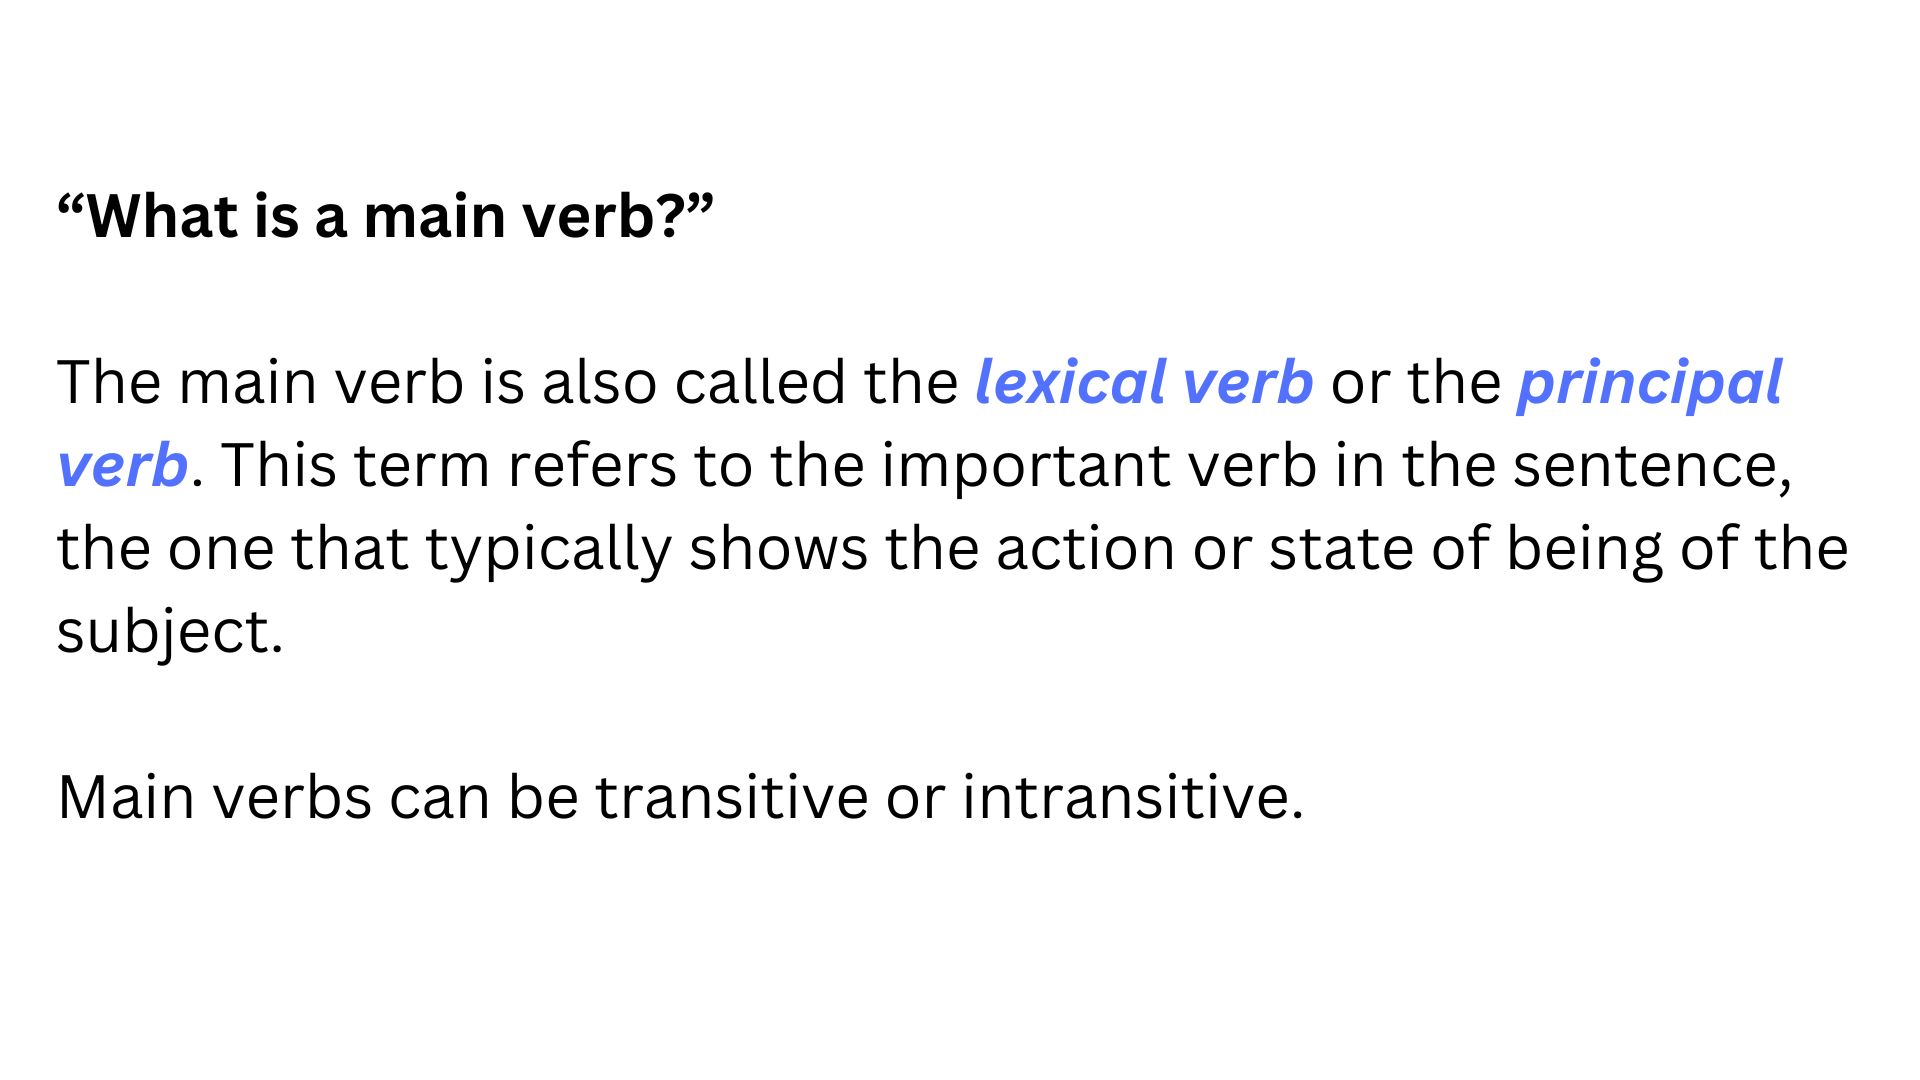 “What is a main verb?”
The main verb is also called the lexical verb or the principal
verb. This term refers to the important verb in the sentence,
the one that typically shows the action or state of being of the
subject.
Main verbs can be transitive or intransitive.